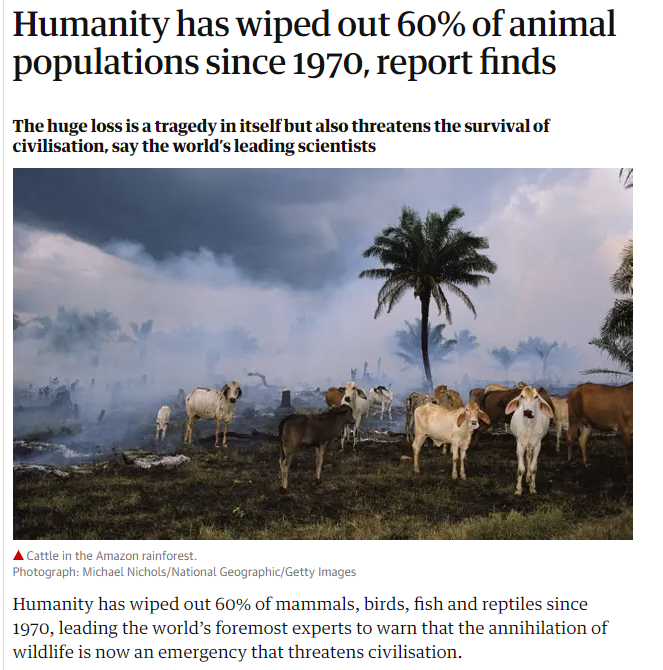 Humanity has wiped out 60% of animal
populations since 1970, report finds
The huge loss is a tragedy in itself but also threatens the survival of
civilisation, say the world’s leading scientists
Cattle in the Amazon rainforest.
Photograph: Michael Nichols/National Geographic/Getty Images
Humanity has wiped out 60% of mammals, birds, fish and reptiles since
1970, leading the world’s foremost experts to warn that the annihilation of
wildlife is now an emergency that threatens civilisation.